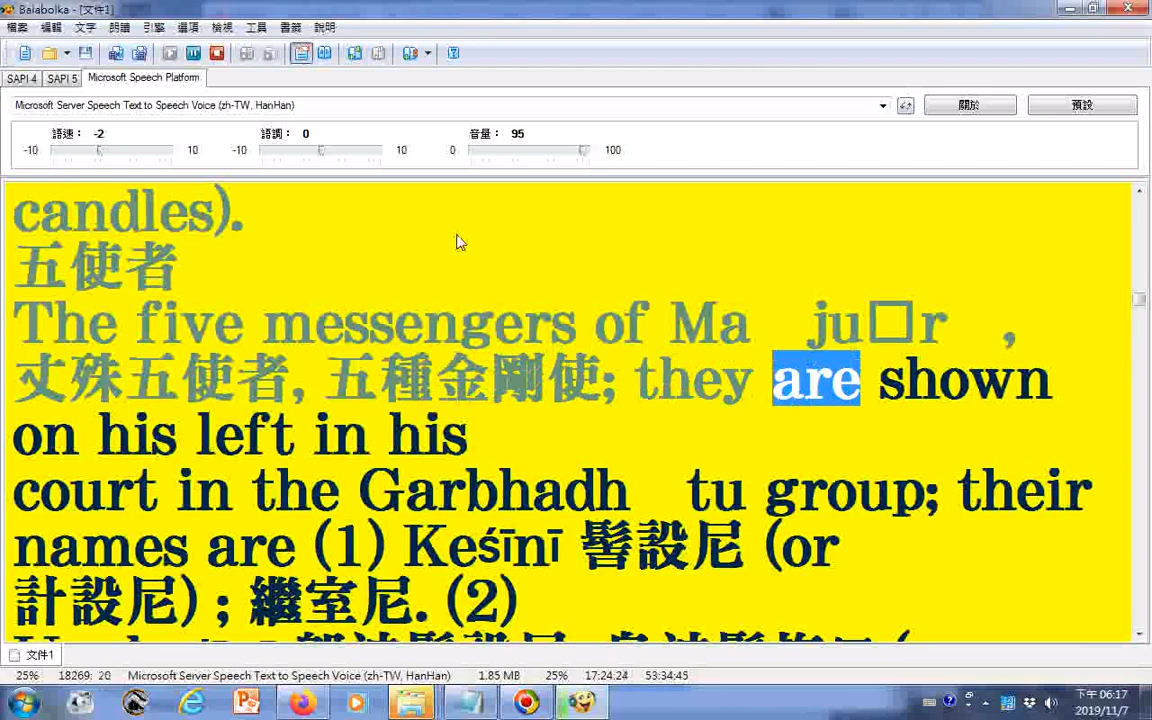 Balabolka - [文件1]
檔案 編輯 文字 朗讀 引擎 選項 檢視 工具 書籤 說明
SAPI 4 SAPI 5 Microsoft Speech Platform
Microsoft Server Speech Text to Speech Voice (zh-TW, HanHan)
關於 預設
語速： -2 語調： 0 音量： 95
-10 10 -10 10 0 100
candles).
五使者
The five messengers of Ma ju□r ,
文殊五使者, 五種金剛使; they are shown
on his left in his
court in the Garbhadh tu group; their
names are (1) Keśīnī 髻設尼 (or
計設尼) ; 繼室尼. (2)
文件1
25% 18269: 20 Microsoft Server Speech Text to Speech Voice (zh-TW, HanHan) 1.85 MB 25% 17:24:24 53:34:45
下午 06:17
2019/11/7